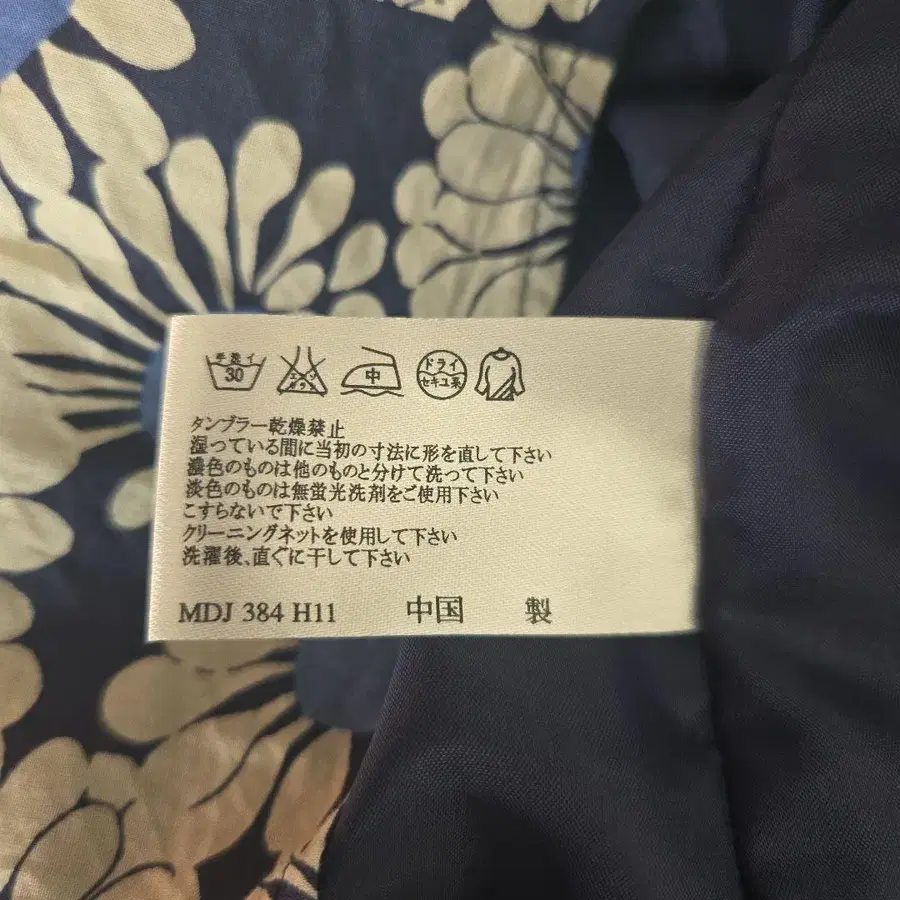 手洗イ
30
エンソ
サラシ
中
ドライ
セキユ系
タンブラー乾燥禁止
湿っている間に当初の寸法に形を直して下さい
濃色のものは他のものと分けて洗って下さい
淡色のものは無蛍光洗剤をご使用下さい
こすらないで下さい
クリーニングネットを使用して下さい
洗濯後、直ぐに干して下さい
MDJ 384 H11 中国 製